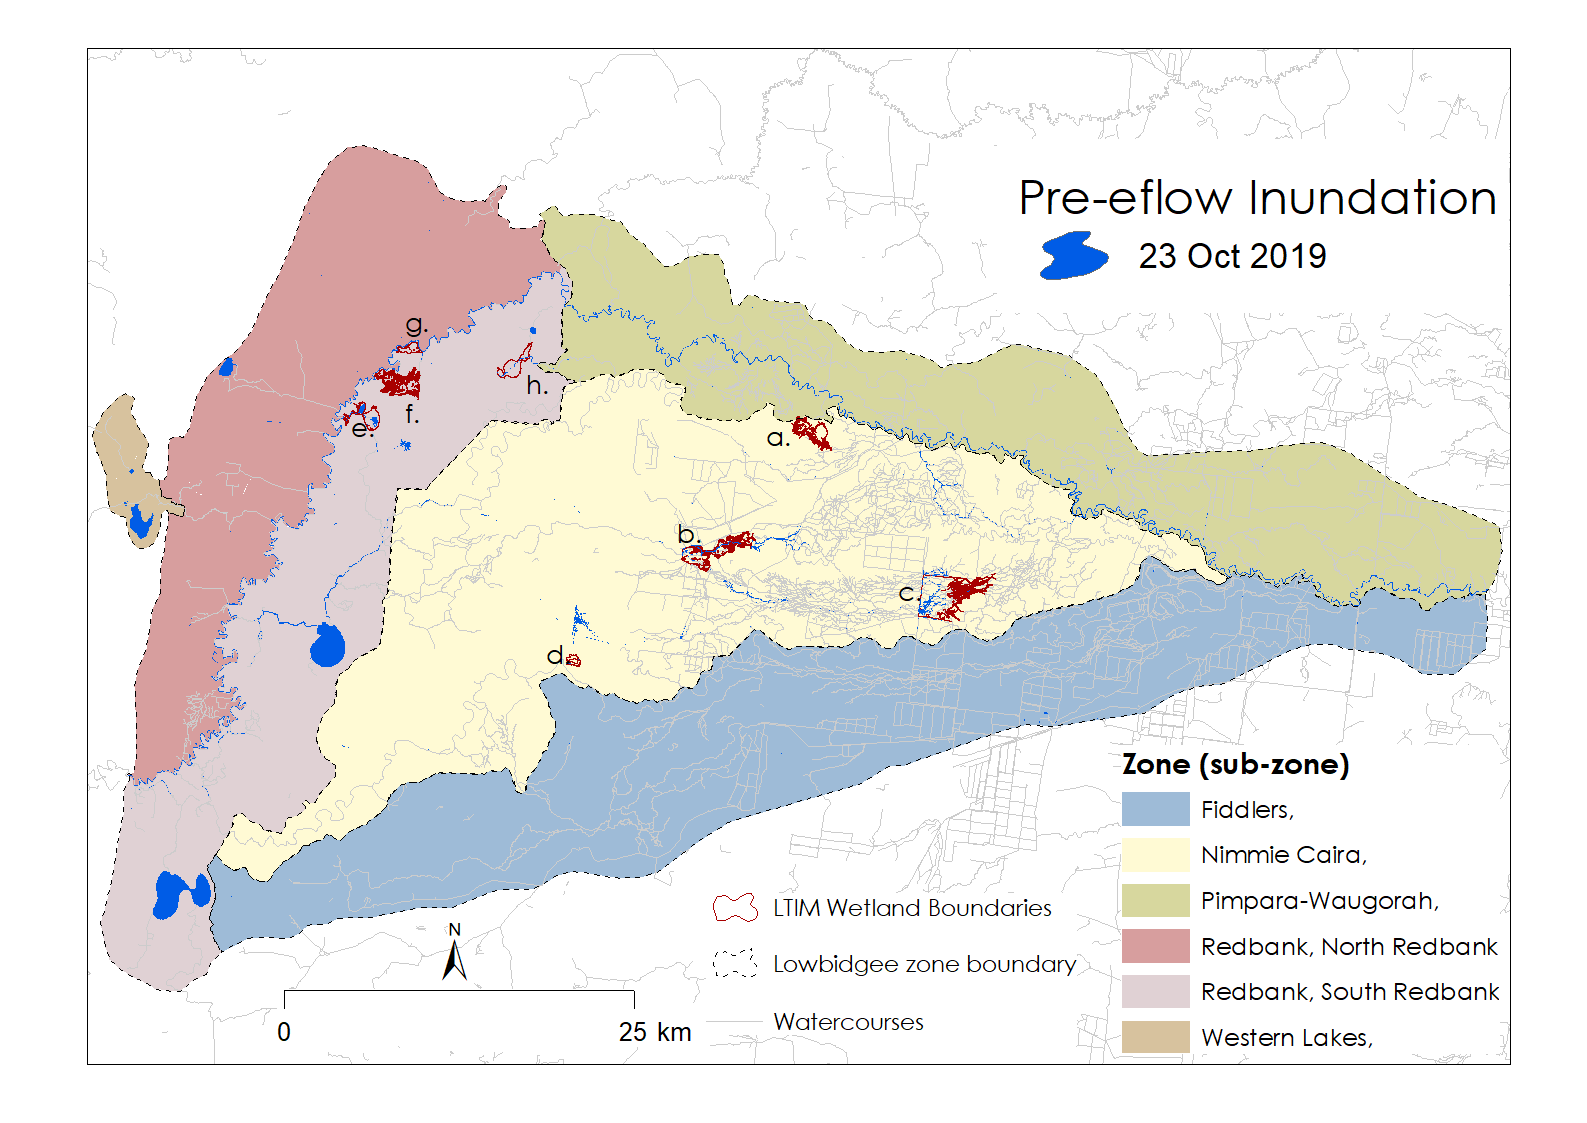 Pre-eflow Inundation
23 Oct 2019
g.
h.
f.
e.
a.
b.
c.
d.
Zone (sub-zone)
Fiddlers,
Nimmie Caira,
Pimpara-Waugorah,
Redbank, North Redbank
Redbank, South Redbank
Western Lakes,
LTIM Wetland Boundaries
Lowbidgee zone boundary
Watercourses
N
0 25 km